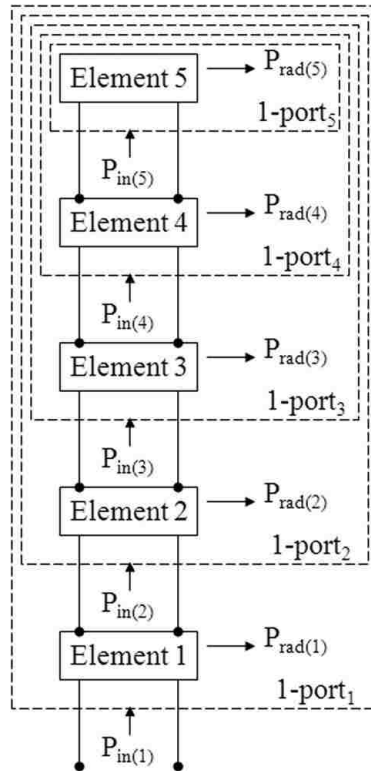 Element 5 P_rad(5)
1-port_5
P_in(5)
Element 4 P_rad(4)
1-port_4
P_in(4)
Element 3 P_rad(3)
1-port_3
P_in(3)
Element 2 P_rad(2)
1-port_2
P_in(2)
Element 1 P_rad(1)
1-port_1
P_in(1)